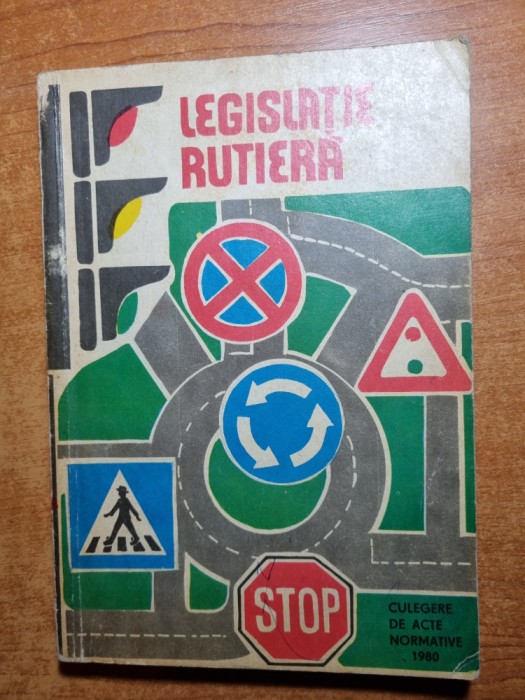 LEGISLAȚIE
RUTIERĂ
STOP
CULEGERE
DE ACTE
NORMATIVE
1980